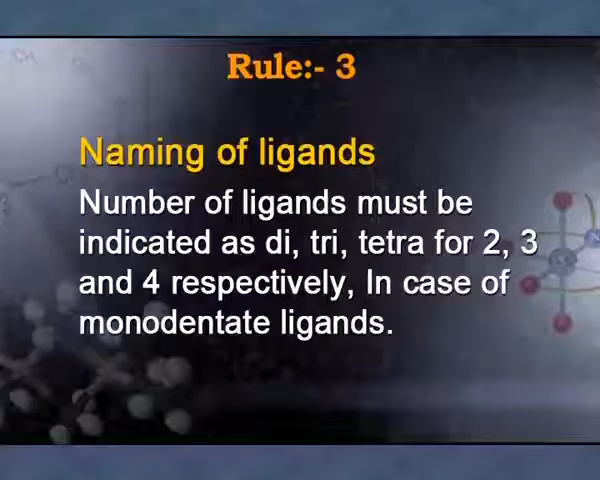 Rule:- 3
Naming of ligands
Number of ligands must be
indicated as di, tri, tetra for 2, 3
and 4 respectively, In case of
monodentate ligands.